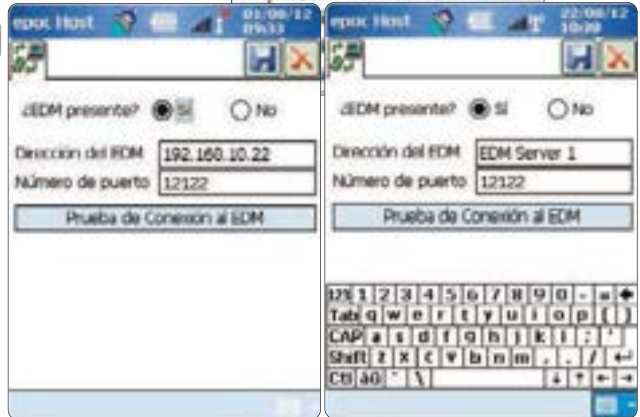 epoc Host 01/08/12
09:33
¿EDM presente? Sí No
Dirección del EDM 192.160.10.22
Número de puerto 12122
Prueba de Conexión al EDM
epoc Host 22/08/12
¿EDM presente? Sí No
Dirección del EDM EDM Server 1
Número de puerto 12122
Prueba de Conexión al EDM
123 1 2 3 4 5 6 7 8 9 0 - =
Tab q w e r t y u i o p [ ]
CAP a s d f g h j k l ; '
Shift z x c v b n m , . /
Ctl áü ` \